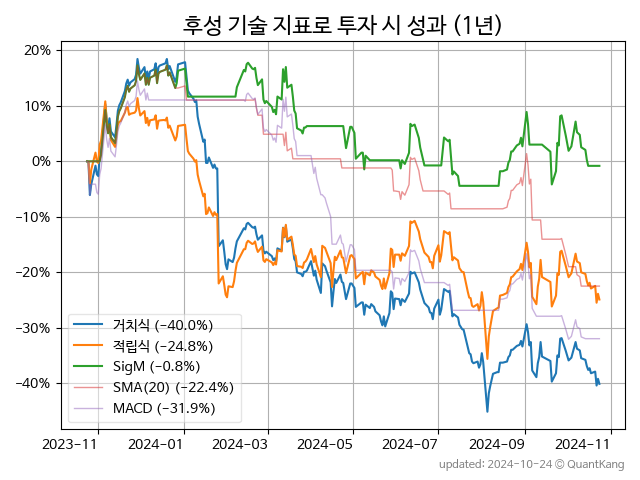 후성 기술 지표로 투자 시 성과 (1년)
20%
10%
0%
−10%
−20%
−30%
−40%
거치식 (−40.0%)
적립식 (−24.8%)
SigM (−0.8%)
SMA(20) (−22.4%)
MACD (−31.9%)
2023-11
2024-01
2024-03
2024-05
2024-07
2024-09
2024-11
updated: 2024-10-24 © QuantKang